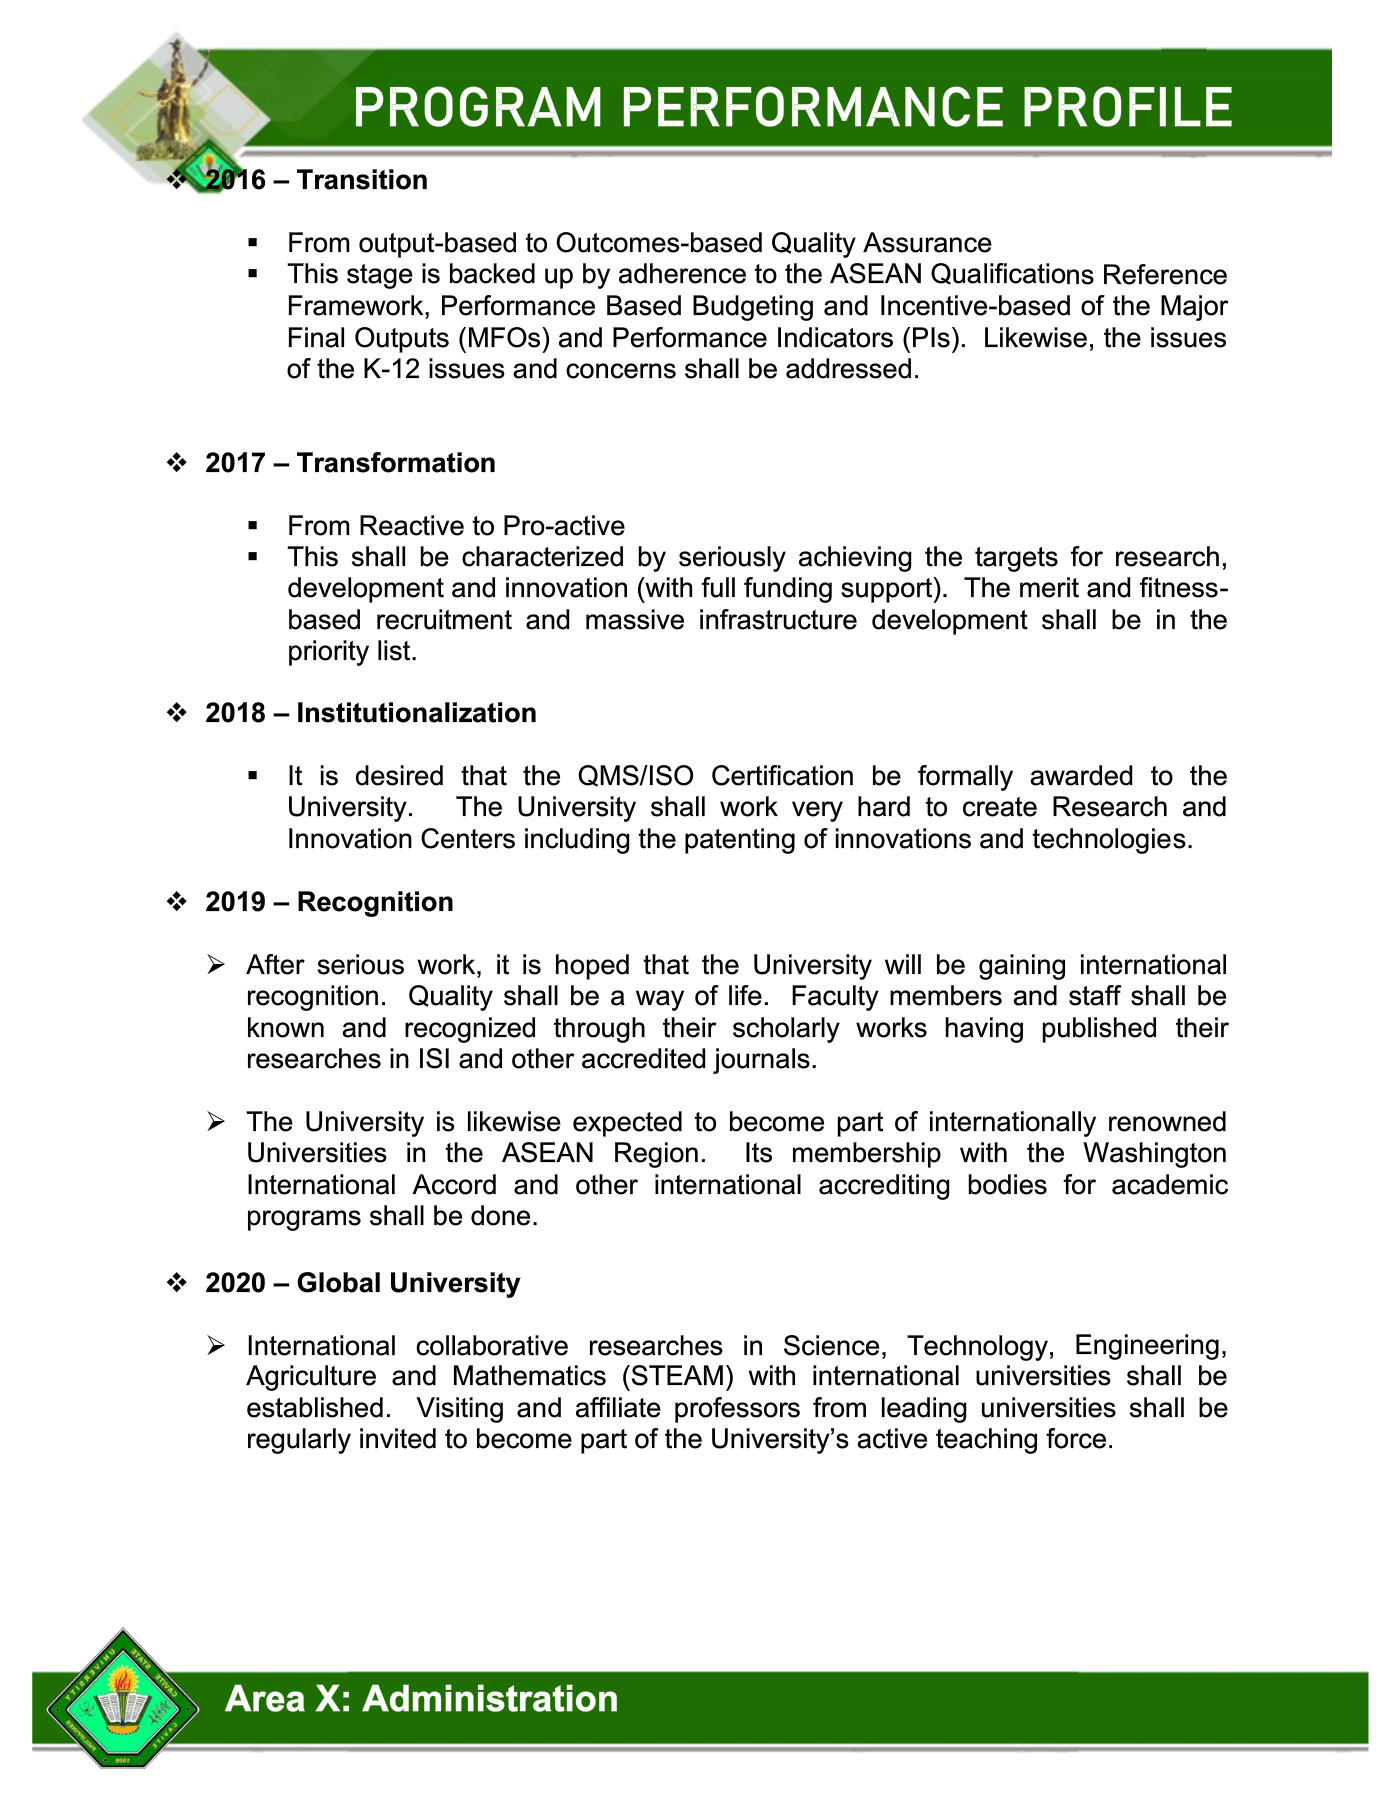 PROGRAM PERFORMANCE PROFILE
❖ 2016 – Transition
▪ From output-based to Outcomes-based Quality Assurance
▪ This stage is backed up by adherence to the ASEAN Qualifications Reference
Framework, Performance Based Budgeting and Incentive-based of the Major
Final Outputs (MFOs) and Performance Indicators (PIs). Likewise, the issues
of the K-12 issues and concerns shall be addressed.
❖ 2017 – Transformation
▪ From Reactive to Pro-active
▪ This shall be characterized by seriously achieving the targets for research,
development and innovation (with full funding support). The merit and fitness-
based recruitment and massive infrastructure development shall be in the
priority list.
❖ 2018 – Institutionalization
▪ It is desired that the QMS/ISO Certification be formally awarded to the
University. The University shall work very hard to create Research and
Innovation Centers including the patenting of innovations and technologies.
❖ 2019 – Recognition
➢ After serious work, it is hoped that the University will be gaining international
recognition. Quality shall be a way of life. Faculty members and staff shall be
known and recognized through their scholarly works having published their
researches in ISI and other accredited journals.
➢ The University is likewise expected to become part of internationally renowned
Universities in the ASEAN Region. Its membership with the Washington
International Accord and other international accrediting bodies for academic
programs shall be done.
❖ 2020 – Global University
➢ International collaborative researches in Science, Technology, Engineering,
Agriculture and Mathematics (STEAM) with international universities shall be
established. Visiting and affiliate professors from leading universities shall be
regularly invited to become part of the University’s active teaching force.
CAVITE STATE UNIVERSITY
CAVITE
PHILIPPINES
1906
Area X: Administration